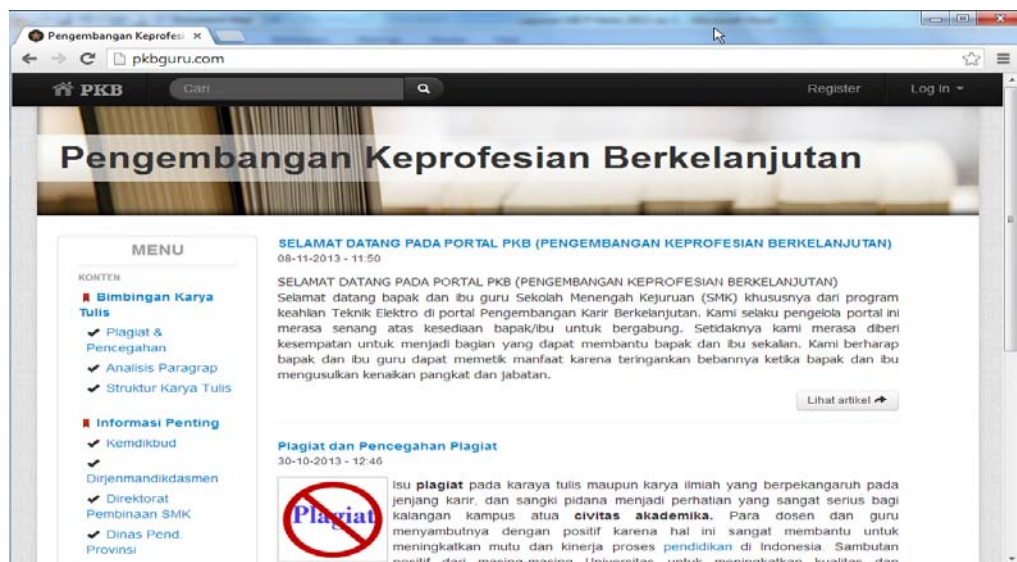 Pengembangan Keprofesi
pkbguru.com
PKB
Cari...
Register
Log In
Pengembangan Keprofesian Berkelanjutan
MENU
KONTEN
Bimbingan Karya
Tulis
Plagiat &
Pencegahan
Analisis Paragrap
Struktur Karya Tulis
Informasi Penting
Kemdikbud
Dirjenmandikdasmen
Direktorat
Pembinaan SMK
Dinas Pend.
Provinsi
SELAMAT DATANG PADA PORTAL PKB (PENGEMBANGAN KEPROFESIAN BERKELANJUTAN)
08-11-2013 - 11:50
SELAMAT DATANG PADA PORTAL PKB (PENGEMBANGAN KEPROFESIAN BERKELANJUTAN)
Selamat datang bapak dan ibu guru Sekolah Menengah Kejuruan (SMK) khususnya dari program
keahlian Teknik Elektro di portal Pengembangan Karir Berkelanjutan. Kami selaku pengelola portal ini
merasa senang atas kesediaan bapak/ibu untuk bergabung. Setidaknya kami merasa diberi
kesempatan untuk menjadi bagian yang dapat membantu bapak dan ibu sekalian. Kami berharap
bapak dan ibu guru dapat memetik manfaat karena teringankan bebannya ketika bapak dan ibu
mengusulkan kenaikan pangkat dan jabatan.
Lihat artikel
Plagiat dan Pencegahan Plagiat
30-10-2013 - 12:46
Plagiat
Isu plagiat pada karaya tulis maupun karya ilmiah yang berpekangaruh pada
jenjang karir, dan sangki pidana menjadi perhatian yang sangat serius bagi
kalangan kampus atua civitas akademika. Para dosen dan guru
menyambutnya dengan positif karena hal ini sangat membantu untuk
meningkatkan mutu dan kinerja proses pendidikan di Indonesia. Sambutan
positif dari masing-masing Universitas untuk meningkatkan kualitas dan